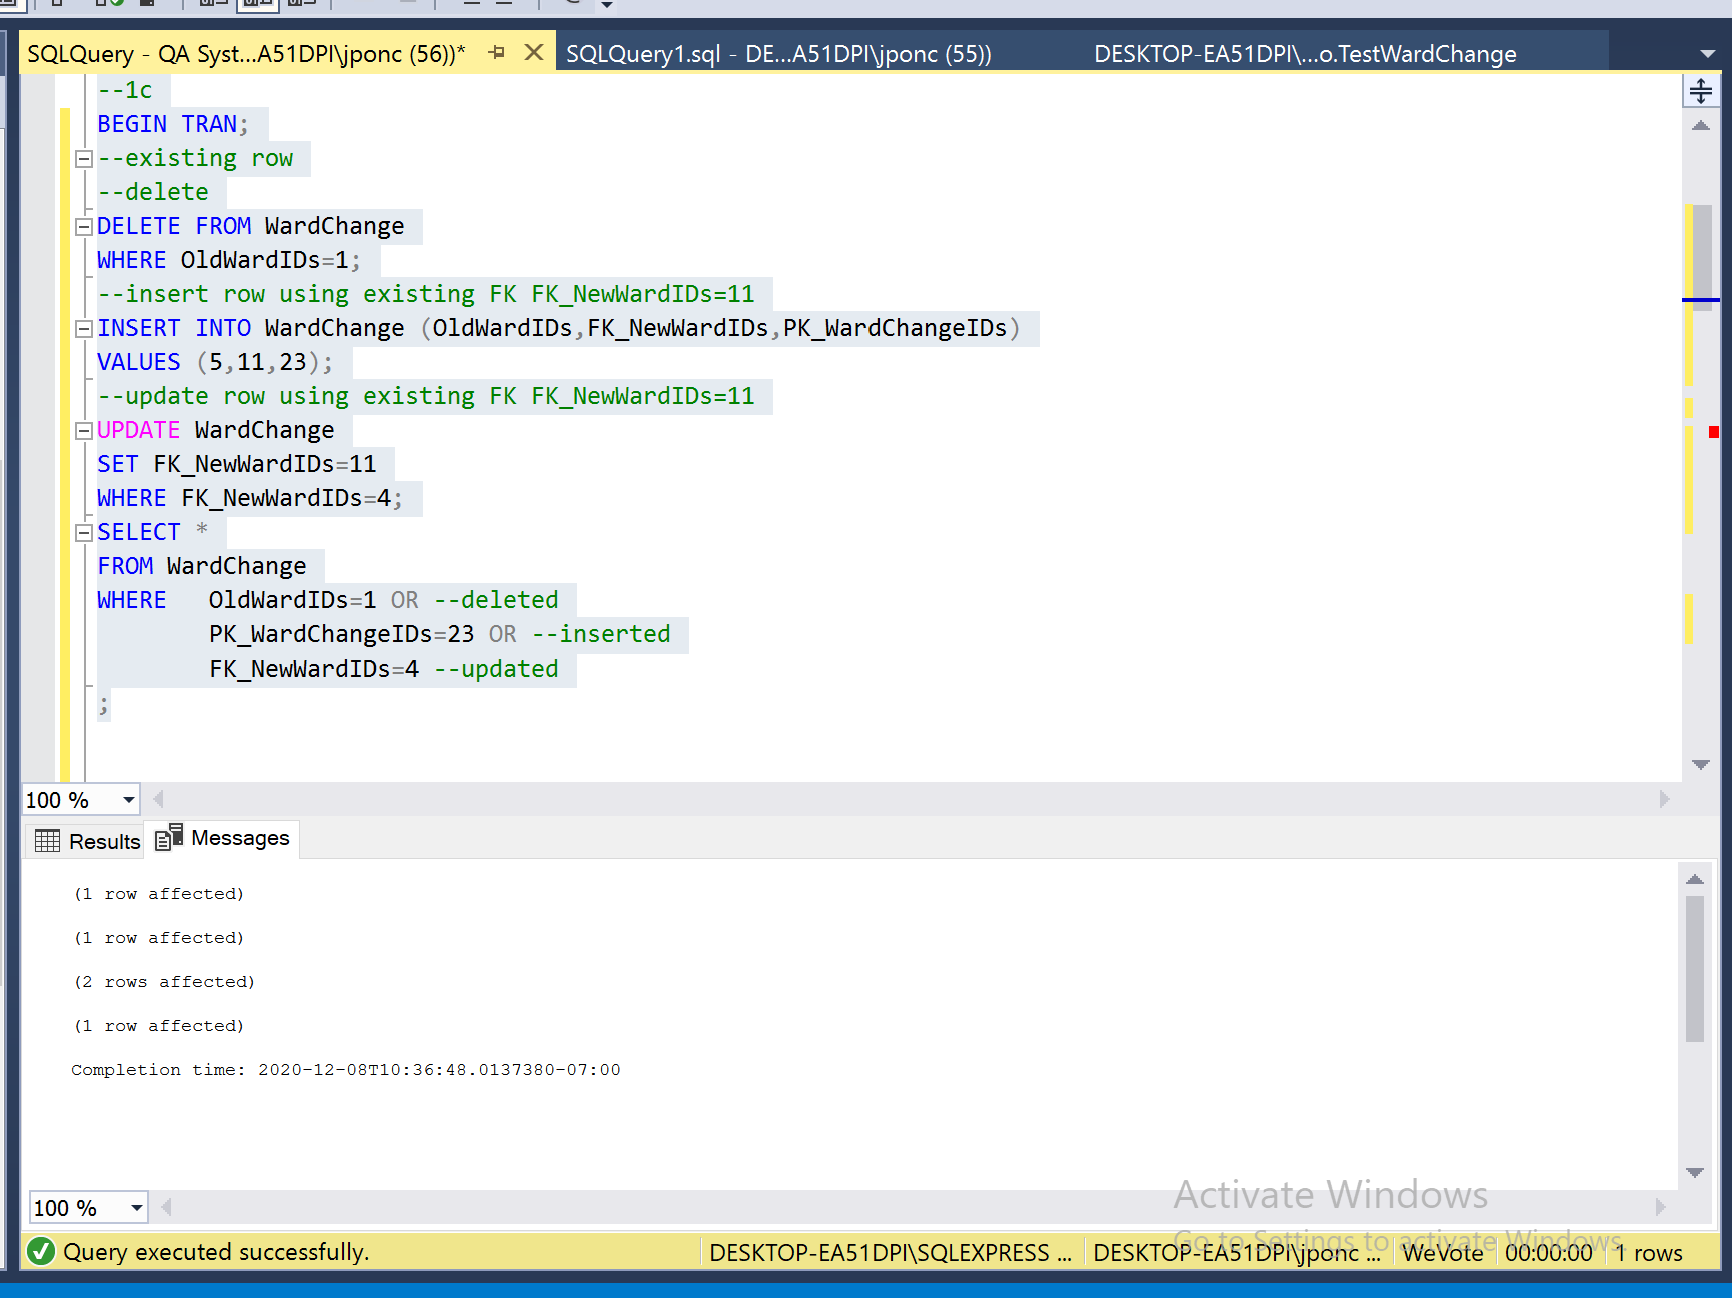 SQLQuery - QA Syst...A51DPI\jponc (56))*
SQLQuery1.sql - DE...A51DPI\jponc (55))
DESKTOP-EA51DPI\...o.TestWardChange
--1c
BEGIN TRAN;
--existing row
--delete
DELETE FROM WardChange
WHERE OldWardIDs=1;
--insert row using existing FK FK_NewWardIDs=11
INSERT INTO WardChange (OldWardIDs,FK_NewWardIDs,PK_WardChangeIDs)
VALUES (5,11,23);
--update row using existing FK FK_NewWardIDs=11
UPDATE WardChange
SET FK_NewWardIDs=11
WHERE FK_NewWardIDs=4;
SELECT *
FROM WardChange
WHERE   OldWardIDs=1 OR --deleted
        PK_WardChangeIDs=23 OR --inserted
        FK_NewWardIDs=4 --updated
;
100 %
Results
Messages
(1 row affected)
(1 row affected)
(2 rows affected)
(1 row affected)
Completion time: 2020-12-08T10:36:48.0137380-07:00
Activate Windows
Go to Settings to activate Windows.
100 %
Query executed successfully.
DESKTOP-EA51DPI\SQLEXPRESS ...
DESKTOP-EA51DPI\jponc ...
WeVote
00:00:00
1 rows